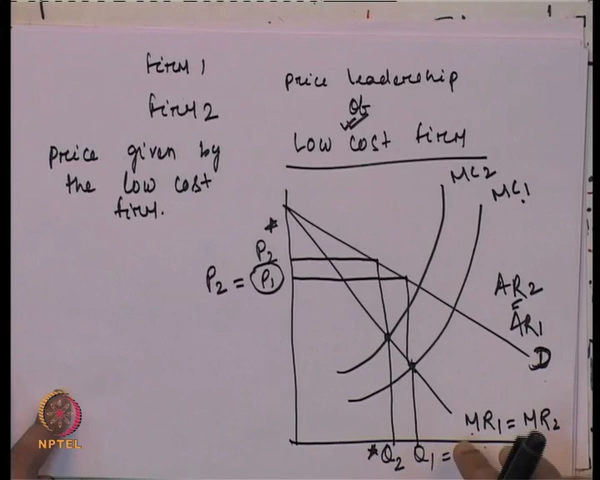 Firm 1
Firm 2
price given by
the low cost
firm.
price leadership
of
low cost firm
MC2
MC1
*
P2
P2 = P1
AR2
=
AR1
D
MR1 = MR2
*Q2 Q1 =
NPTEL